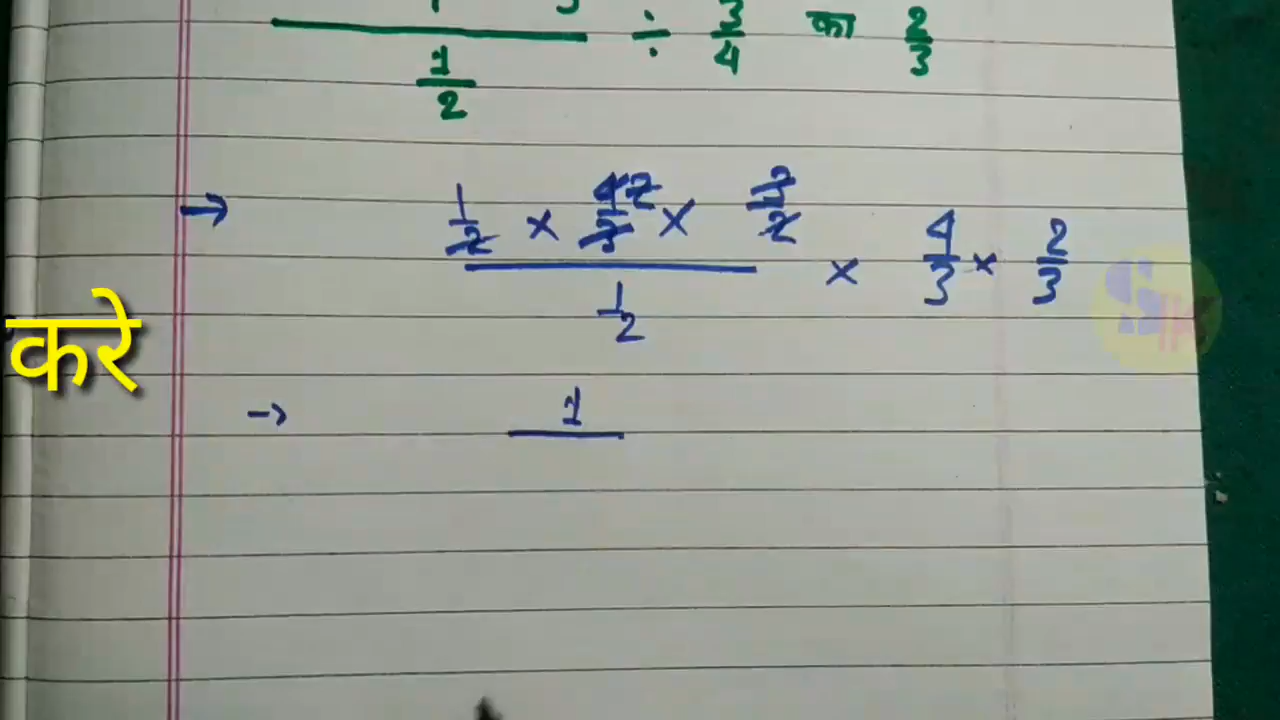 ÷ 3/4 का 2/3
1/2
→ 1/2 × 4/3 2 × 3/2
× 4/3 × 2/3
1/2
करे
→ 1